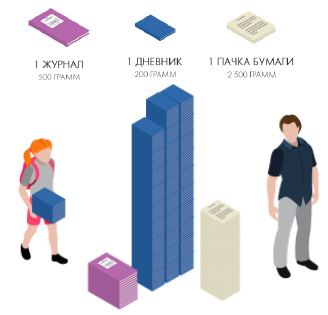 1 ЖУРНАЛ
500 ГРАММ
1 ДНЕВНИК
200 ГРАММ
1 ПАЧКА БУМАГИ
2 500 ГРАММ